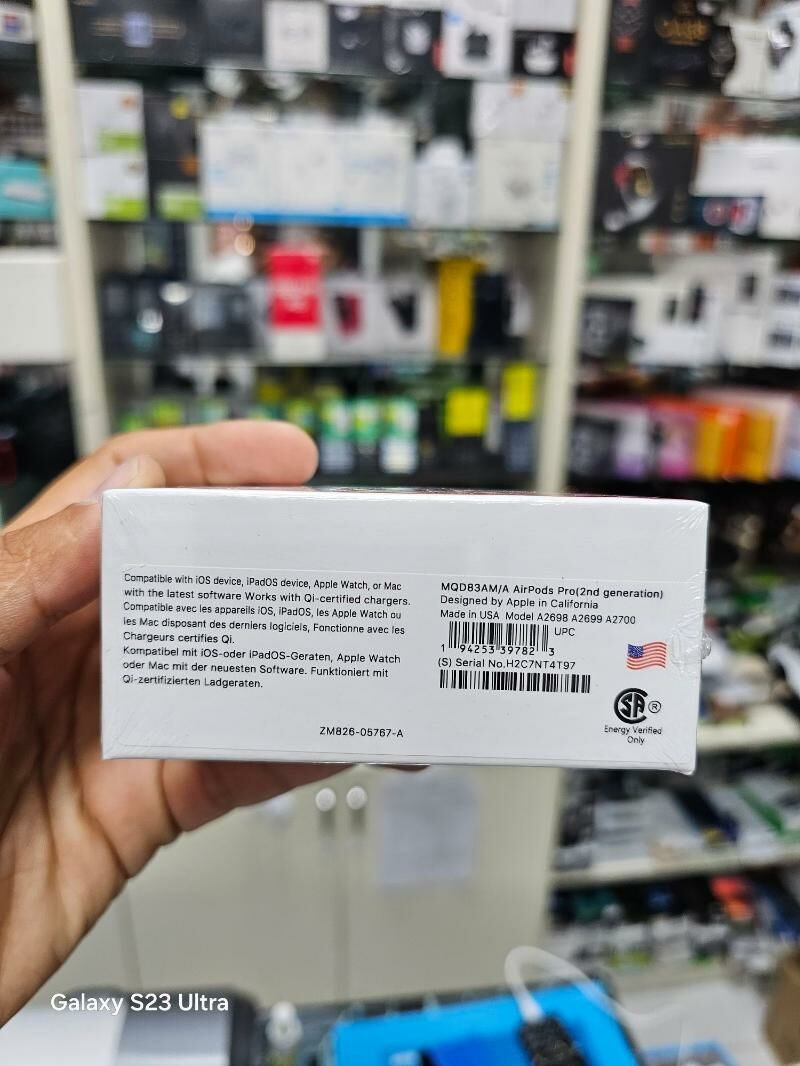 Compatible with iOS device, iPadOS device, Apple Watch, or Mac
with the latest software Works with Qi-certified chargers.
Compatible avec les appareils iOS, iPadOS, les Apple Watch ou
les Mac disposant des derniers logiciels, Fonctionne avec les
Chargeurs certifies Qi.
Kompatibel mit iOS-oder iPadOS-Geraten, Apple Watch
oder Mac mit der neuesten Software. Funktioniert mit
Qi-zertifizierten Ladgeraten.
ZM826-05767-A
MQD83AM/A AirPods Pro(2nd generation)
Designed by Apple in California
Made in USA Model A2698 A2699 A2700
UPC
1 94253 39782 3
(S) Serial No.H2C7NT4T97
SA ®
Energy Verified
Only
Galaxy S23 Ultra